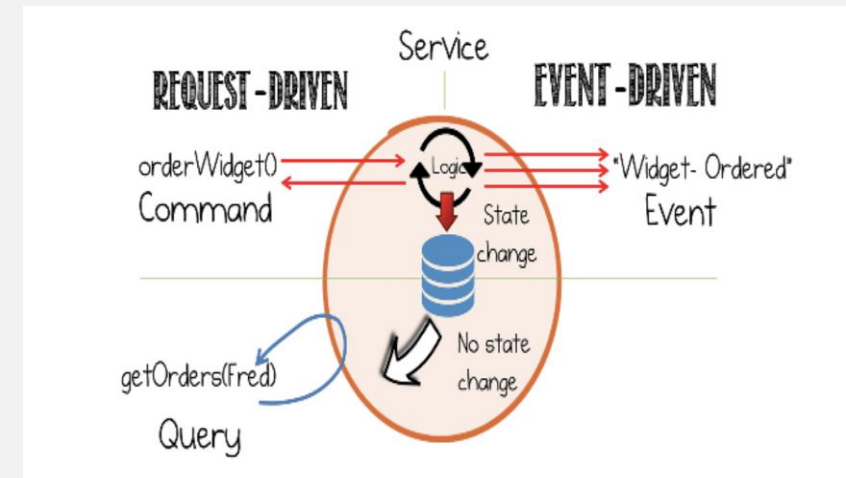 Service
REQUEST-DRIVEN
EVENT-DRIVEN
orderWidget()
Command
Logic
"Widget- Ordered"
Event
State
change
getOrders(Fred)
Query
No state
change